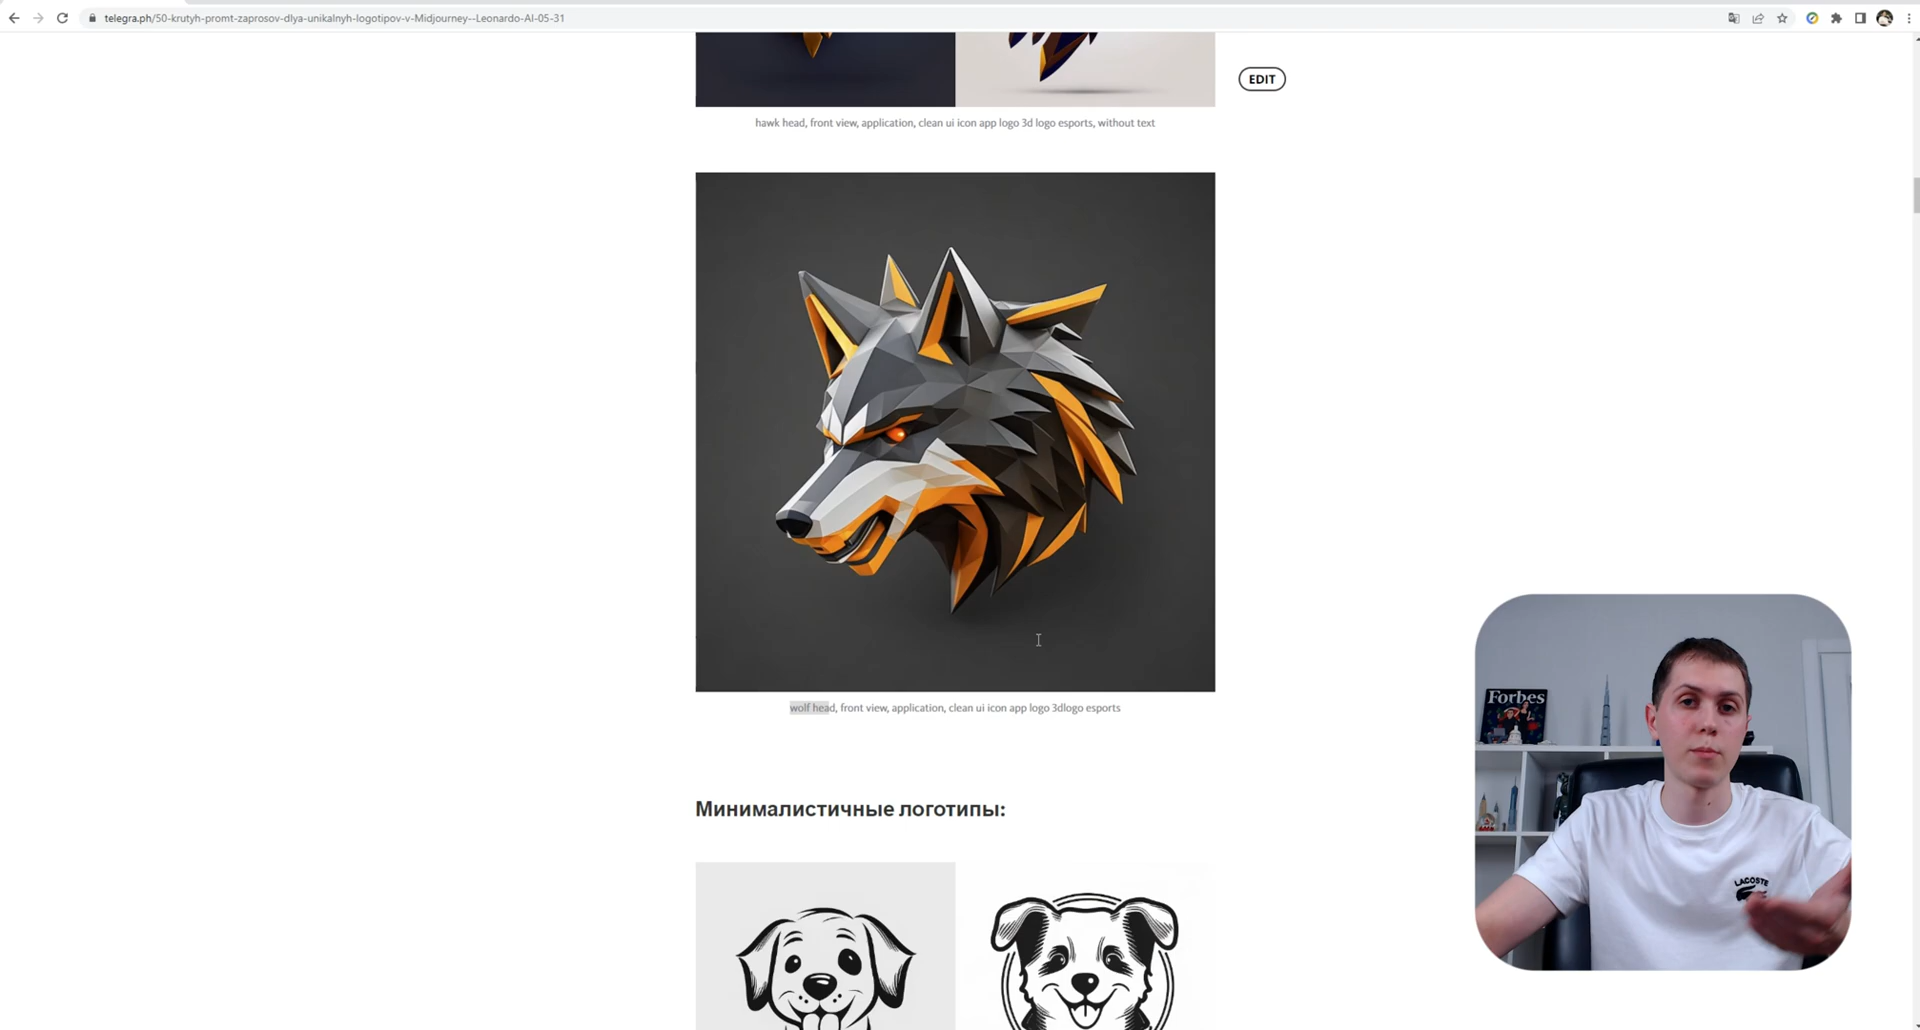 telegra.ph/50-krutyh-promt-zaprosov-dlya-unikalnyh-logotipov-v-Midjourney--Leonardo-AI-05-31
EDIT
hawk head, front view, application, clean ui icon app logo 3d logo esports, without text
wolf head, front view, application, clean ui icon app logo 3dlogo esports
Forbes
Минималистичные логотипы:
LACOSTE